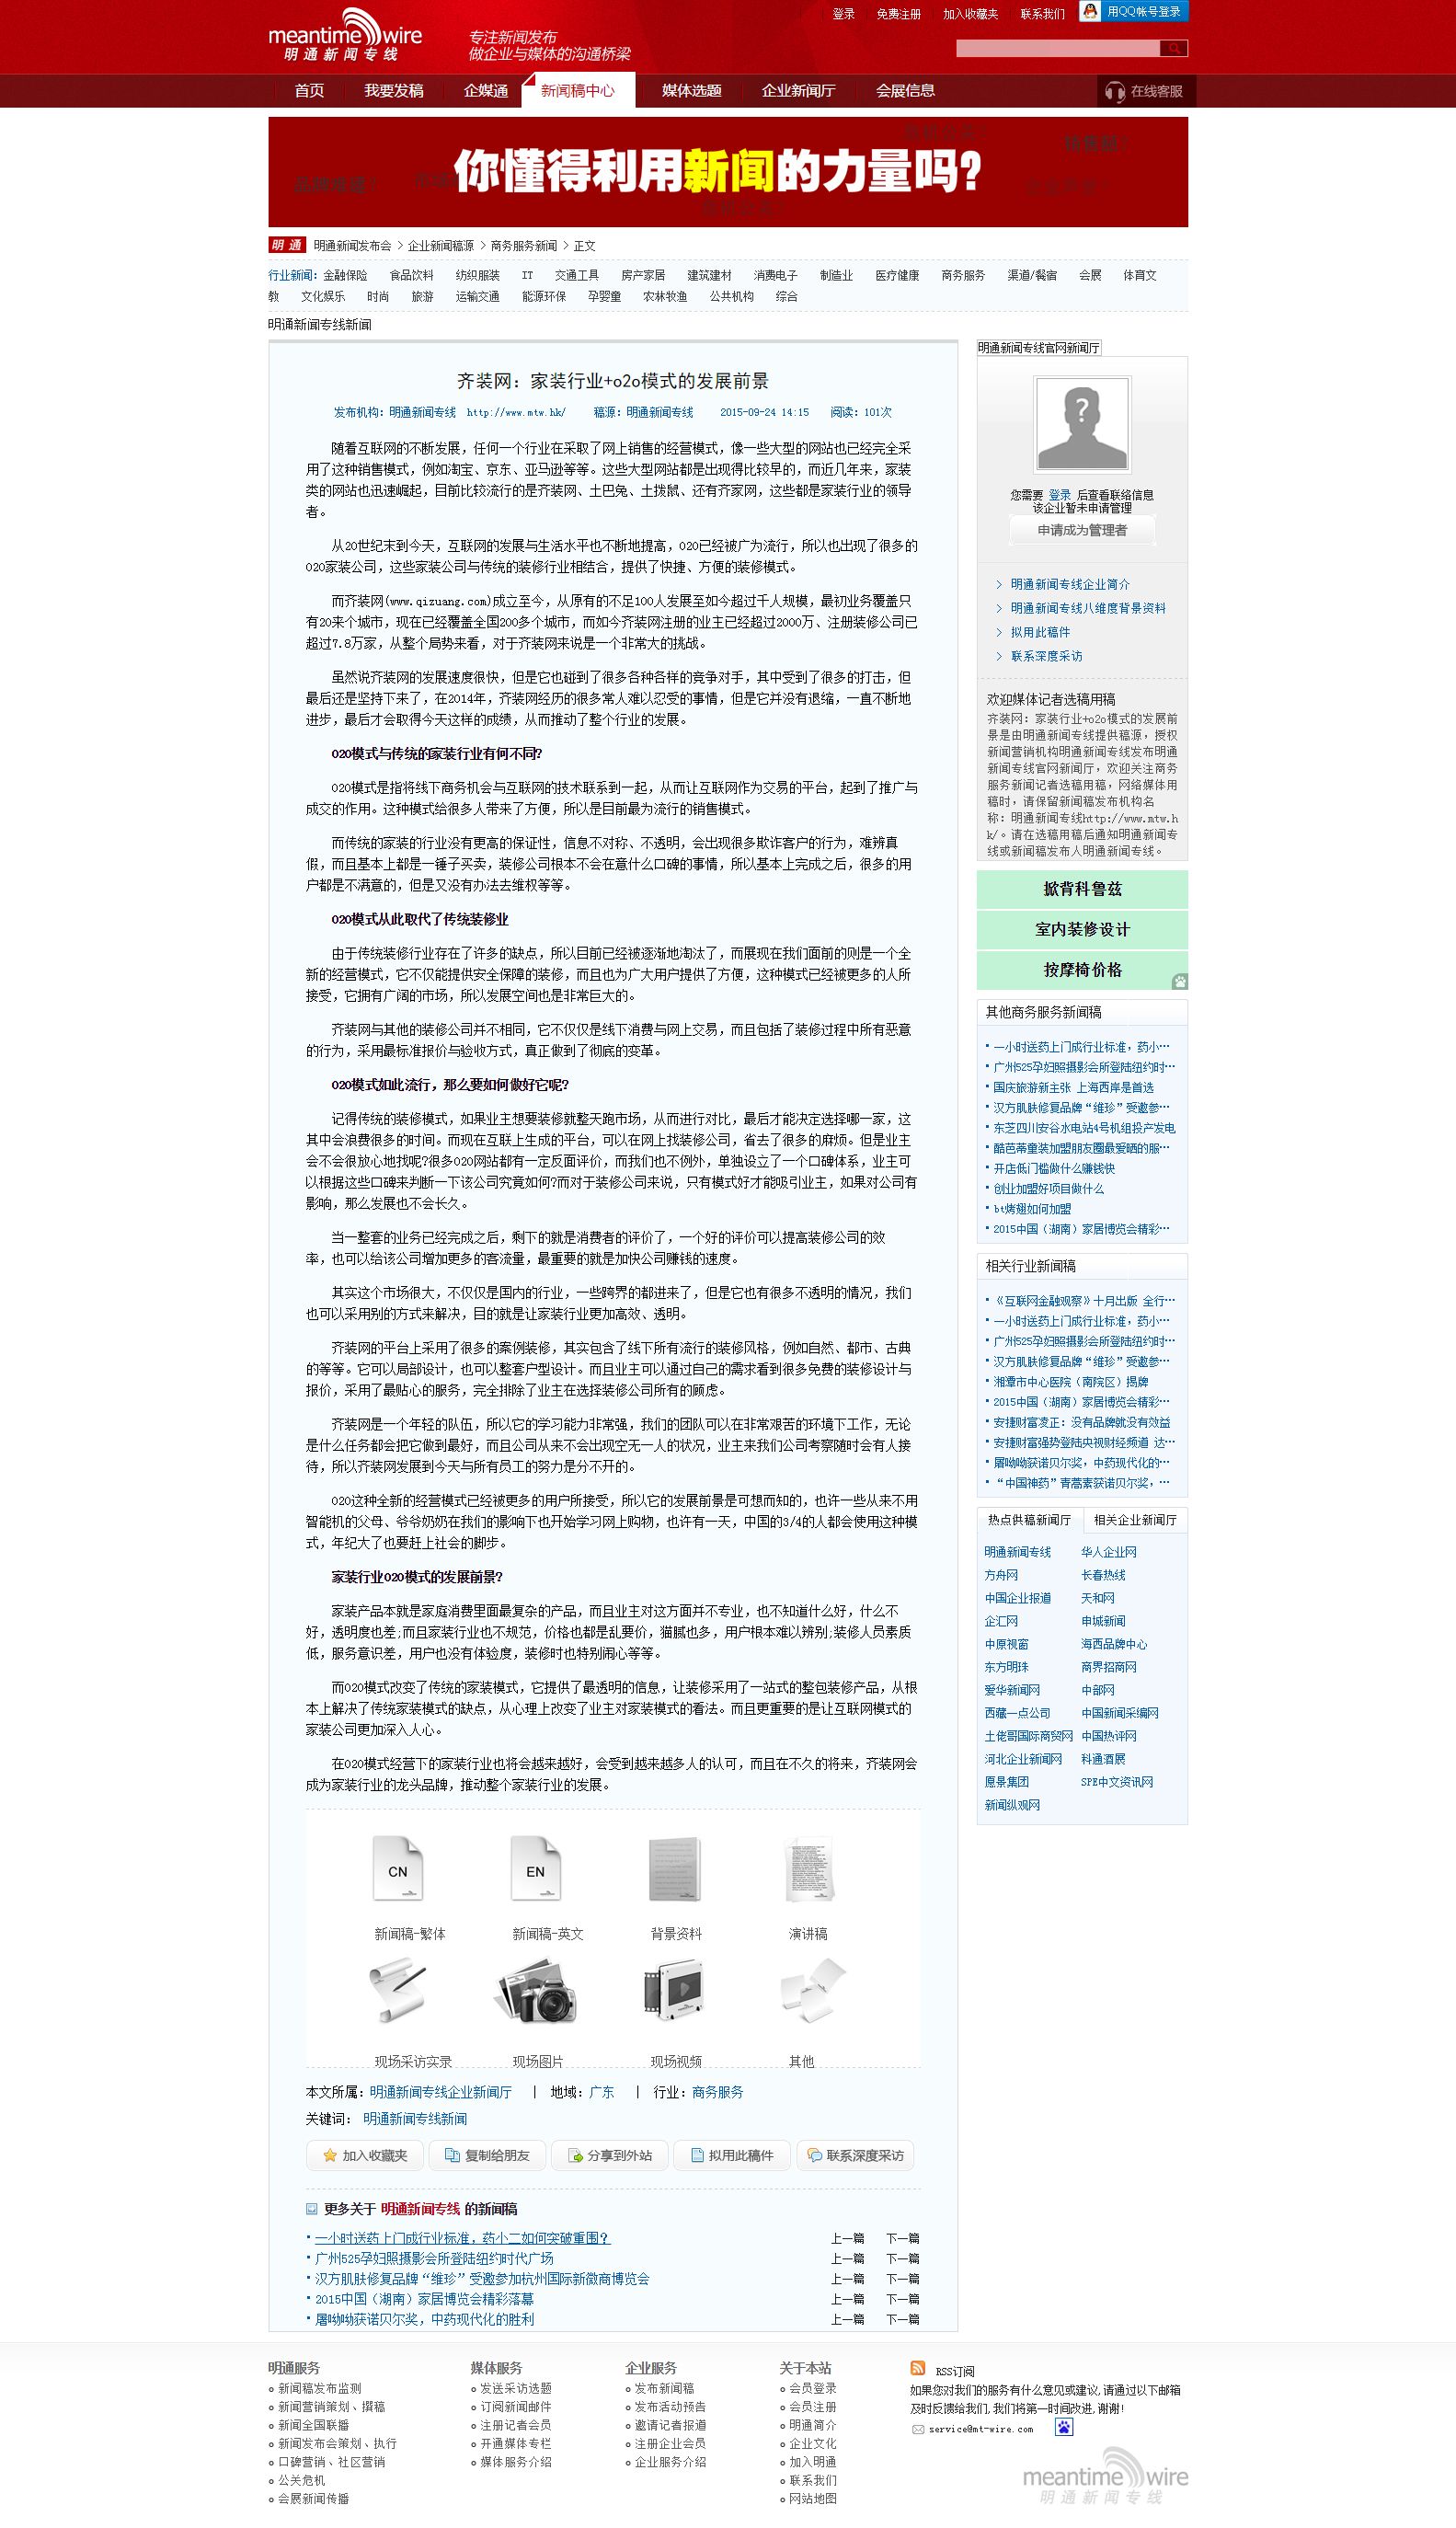 登录 免费注册 加入收藏夹 联系我们 用QQ帐号登录
meantime wire
明通新闻专线
专注新闻发布
做企业与媒体的沟通桥梁
首页 我要发稿 企媒通 新闻稿中心 媒体选题 企业新闻厅 会展信息 在线客服
你懂得利用新闻的力量吗?
明通 明通新闻发布会 > 企业新闻稿源 > 商务服务新闻 > 正文
行业新闻: 金融保险 食品饮料 纺织服装 IT 交通工具 房产家居 建筑建材 消费电子 制造业 医疗健康 商务服务 渠道/餐宿 会展 体育文
教 文化娱乐 时尚 旅游 运输交通 能源环保 孕婴童 农林牧渔 公共机构 综合
明通新闻专线新闻
齐装网：家装行业+o2o模式的发展前景
发布机构：明通新闻专线 http://www.mtw.hk/ 稿源：明通新闻专线 2015-09-24 14:15 阅读：101次
随着互联网的不断发展，任何一个行业在采取了网上销售的经营模式，像一些大型的网站也已经完全采
用了这种销售模式，例如淘宝、京东、亚马逊等等。这些大型网站都是出现得比较早的，而近几年来，家装
类的网站也迅速崛起，目前比较流行的是齐装网、土巴兔、土拨鼠、还有齐家网，这些都是家装行业的领导
者。
从20世纪末到今天，互联网的发展与生活水平也不断地提高，O2O已经被广为流行，所以也出现了很多的
O2O家装公司，这些家装公司与传统的装修行业相结合，提供了快捷、方便的装修模式。
而齐装网(www.qizuang.com)成立至今，从原有的不足100人发展至如今超过千人规模，最初业务覆盖只
有20来个城市，现在已经覆盖全国200多个城市，而如今齐装网注册的业主已经超过2000万、注册装修公司已
超过7.8万家，从整个局势来看，对于齐装网来说是一个非常大的挑战。
虽然说齐装网的发展速度很快，但是它也碰到了很多各种各样的竞争对手，其中受到了很多的打击，但
最后还是坚持下来了，在2014年，齐装网经历的很多常人难以忍受的事情，但是它并没有退缩，一直不断地
进步，最后才会取得今天这样的成绩，从而推动了整个行业的发展。
O2O模式与传统的家装行业有何不同?
O2O模式是指将线下商务机会与互联网的技术联系到一起，从而让互联网作为交易的平台，起到了推广与
成交的作用。这种模式给很多人带来了方便，所以是目前最为流行的销售模式。
而传统的家装的行业没有更高的保证性，信息不对称、不透明，会出现很多欺诈客户的行为，难辨真
假，而且基本上都是一锤子买卖，装修公司根本不会在意什么口碑的事情，所以基本上完成之后，很多的用
户都是不满意的，但是又没有办法去维权等等。
O2O模式从此取代了传统装修业
由于传统装修行业存在了许多的缺点，所以目前已经被逐渐地淘汰了，而展现在我们面前的则是一个全
新的经营模式，它不仅能提供安全保障的装修，而且也为广大用户提供了方便，这种模式已经被更多的人所
接受，它拥有广阔的市场，所以发展空间也是非常巨大的。
齐装网与其他的装修公司并不相同，它不仅仅是线下消费与网上交易，而且包括了装修过程中所有恶意
的行为，采用最标准报价与验收方式，真正做到了彻底的变革。
O2O模式如此流行，那么要如何做好它呢?
记得传统的装修模式，如果业主想要装修就整天跑市场，从而进行对比，最后才能决定选择哪一家，这
其中会浪费很多的时间。而现在互联上生成的平台，可以在网上找装修公司，省去了很多的麻烦。但是业主
会不会很放心地找呢?很多O2O网站都有一定反面评价，而我们也不例外，单独设立了一个口碑体系，业主可
以根据这些口碑来判断一下该公司究竟如何?而对于装修公司来说，只有模式好才能吸引业主，如果对公司有
影响，那么发展也不会长久。
当一整套的业务已经完成之后，剩下的就是消费者的评价了，一个好的评价可以提高装修公司的效
率，也可以给该公司增加更多的客流量，最重要的就是加快公司赚钱的速度。
其实这个市场很大，不仅仅是国内的行业，一些跨界的都进来了，但是它也有很多不透明的情况，我们
也可以采用别的方式来解决，目的就是让家装行业更加高效、透明。
齐装网的平台上采用了很多的案例装修，其实包含了线下所有流行的装修风格，例如自然、都市、古典
的等等。它可以局部设计，也可以整套户型设计。而且业主可以通过自己的需求看到很多免费的装修设计与
报价，采用了最贴心的服务，完全排除了业主在选择装修公司所有的顾虑。
齐装网是一个年轻的队伍，所以它的学习能力非常强，我们的团队可以在非常艰苦的环境下工作，无论
是什么任务都会把它做到最好，而且公司从来不会出现空无一人的状况，业主来我们公司考察随时会有人接
待，所以齐装网发展到今天与所有员工的努力是分不开的。
O2O这种全新的经营模式已经被更多的用户所接受，所以它的发展前景是可想而知的，也许一些从来不用
智能机的父母、爷爷奶奶在我们的影响下也开始学习网上购物，也许有一天，中国的3/4的人都会使用这种模
式，年纪大了也要赶上社会的脚步。
家装行业O2O模式的发展前景?
家装产品本就是家庭消费里面最复杂的产品，而且业主对这方面并不专业，也不知道什么好，什么不
好，透明度也差;而且家装行业也不规范，价格也都是乱要价，猫腻也多，用户根本难以辨别;装修人员素质
低，服务意识差，用户也没有体验度，装修时也特别闹心等等。
而O2O模式改变了传统的家装模式，它提供了最透明的信息，让装修采用了一站式的整包装修产品，从根
本上解决了传统家装模式的缺点，从心理上改变了业主对家装模式的看法。而且更重要的是让互联网模式的
家装公司更加深入人心。
在O2O模式经营下的家装行业也将会越来越好，会受到越来越多人的认可，而且在不久的将来，齐装网会
成为家装行业的龙头品牌，推动整个家装行业的发展。
CN EN
新闻稿-繁体 新闻稿-英文 背景资料 演讲稿
现场采访实录 现场图片 现场视频 其他
本文所属：明通新闻专线企业新闻厅 | 地域：广东 | 行业：商务服务
关键词： 明通新闻专线新闻
加入收藏夹 复制给朋友 分享到外站 拟用此稿件 联系深度采访
更多关于 明通新闻专线 的新闻稿
一小时送药上门成行业标准，药小二如何突破重围？ 上一篇 下一篇
广州525孕妇照摄影会所登陆纽约时代广场 上一篇 下一篇
汉方肌肤修复品牌“维珍”受邀参加杭州国际新微商博览会 上一篇 下一篇
2015中国（湖南）家居博览会精彩落幕 上一篇 下一篇
屠呦呦获诺贝尔奖，中药现代化的胜利 上一篇 下一篇
明通新闻专线官网新闻厅
?
您需要 登录 后查看联络信息
该企业暂未申请管理
申请成为管理者
明通新闻专线企业简介
明通新闻专线八维度背景资料
拟用此稿件
联系深度采访
欢迎媒体记者选稿用稿
齐装网：家装行业+o2o模式的发展前
景是由明通新闻专线提供稿源，授权
新闻营销机构明通新闻专线发布明通
新闻专线官网新闻厅，欢迎关注商务
服务新闻记者选稿用稿，网络媒体用
稿时，请保留新闻稿发布机构名
称：明通新闻专线http://www.mtw.h
k/。请在选稿用稿后通知明通新闻专
线或新闻稿发布人明通新闻专线。
掀背科鲁兹
室内装修设计
按摩椅价格
其他商务服务新闻稿
一小时送药上门成行业标准，药小…
广州525孕妇照摄影会所登陆纽约时…
国庆旅游新主张 上海西岸是首选
汉方肌肤修复品牌“维珍”受邀参…
东芝四川安谷水电站4号机组投产发电
酷芭蒂童装加盟朋友圈最爱晒的服…
开店低门槛做什么赚钱快
创业加盟好项目做什么
bt烤翅如何加盟
2015中国（湖南）家居博览会精彩…
相关行业新闻稿
《互联网金融观察》十月出版 全行…
一小时送药上门成行业标准，药小…
广州525孕妇照摄影会所登陆纽约时…
汉方肌肤修复品牌“维珍”受邀参…
湘潭市中心医院（南院区）揭牌
2015中国（湖南）家居博览会精彩…
安捷财富凌正：没有品牌就没有效益
安捷财富强势登陆央视财经频道 达…
屠呦呦获诺贝尔奖，中药现代化的…
“中国神药”青蒿素获诺贝尔奖，…
热点供稿新闻厅 相关企业新闻厅
明通新闻专线 华人企业网
方舟网 长春热线
中国企业报道 天和网
企汇网 申城新闻
中原视窗 海西品牌中心
东方明珠 商界招商网
爱华新闻网 中部网
西藏一点公司 中国新闻采编网
土佬哥国际商贸网 中国热评网
河北企业新闻网 科通酒展
愿景集团 SPE中文资讯网
新闻纵观网
明通服务 媒体服务 企业服务 关于本站 RSS订阅
新闻稿发布监测 发送采访选题 发布新闻稿 会员登录
新闻营销策划、撰稿 订阅新闻邮件 发布活动预告 会员注册
新闻全国联播 注册记者会员 邀请记者报道 明通简介
新闻发布会策划、执行 开通媒体专栏 注册企业会员 企业文化
口碑营销、社区营销 媒体服务介绍 企业服务介绍 加入明通
公关危机 联系我们
会展新闻传播 网站地图
如果您对我们的服务有什么意见或建议,请通过以下邮箱
及时反馈给我们,我们将第一时间改进,谢谢!
service@mt-wire.com
meantime wire
明通新闻专线